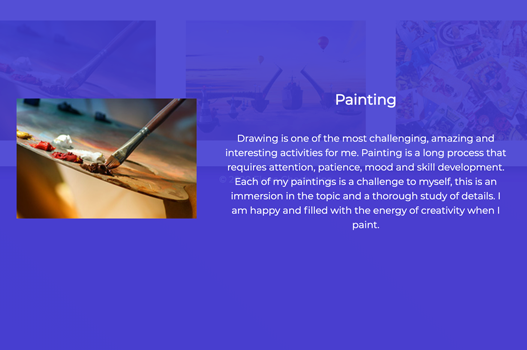 Painting
Drawing is one of the most challenging, amazing and
interesting activities for me. Painting is a long process that
requires attention, patience, mood and skill development.
Each of my paintings is a challenge to myself, this is an
immersion in the topic and a thorough study of details. I
am happy and filled with the energy of creativity when I
paint.